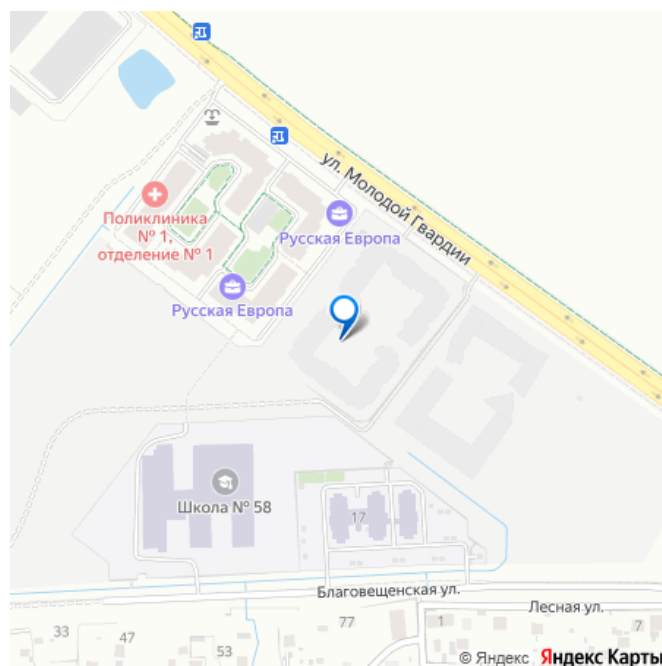 ул. Молодой Гвардии
Поликлиника
№ 1,
отделение № 1
Русская Европа
Русская Европа
Школа № 58
17
Благовещенская ул.
Лесная ул.
33
47
53
77
1
7
© Яндекс Яндекс Карты